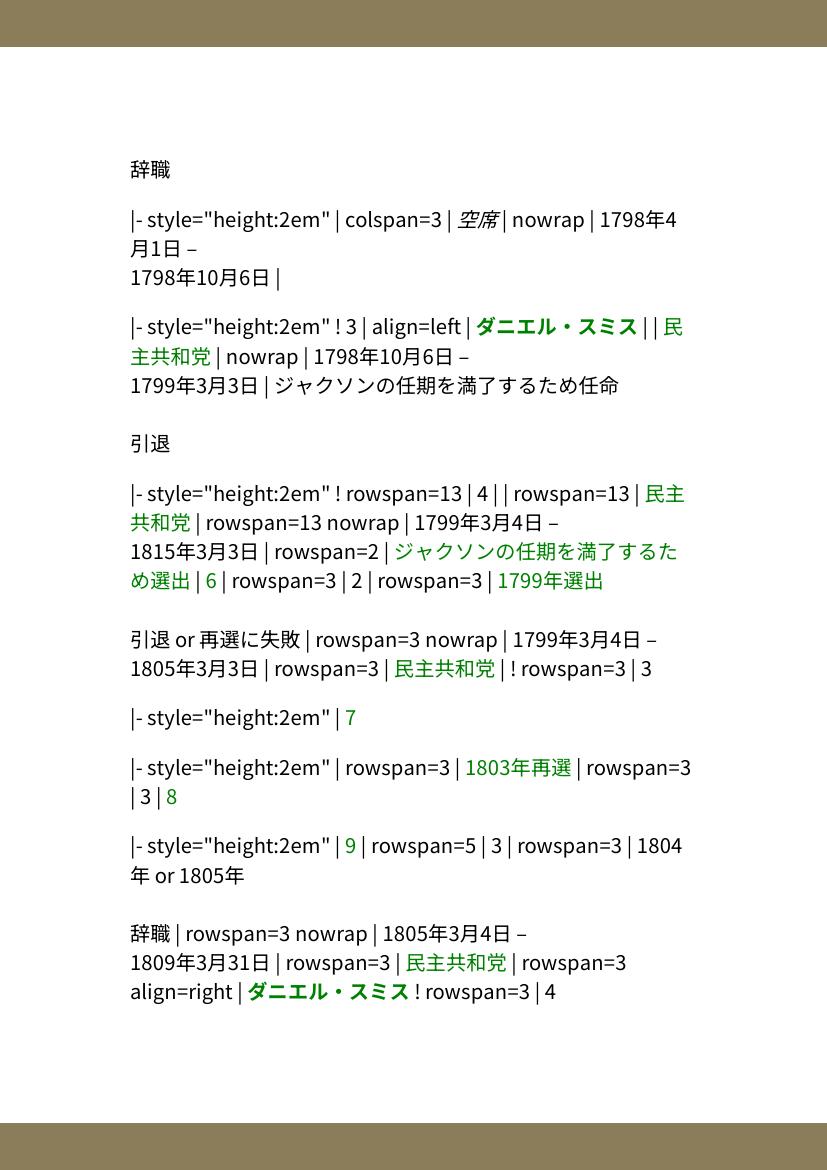 辞職
|- style="height:2em" | colspan=3 | 空席 | nowrap | 1798年4
月1日 –
1798年10月6日 |
|- style="height:2em" ! 3 | align=left | ダニエル・スミス | | 民
主共和党 | nowrap | 1798年10月6日 –
1799年3月3日 | ジャクソンの任期を満了するため任命
引退
|- style="height:2em" ! rowspan=13 | 4 | | rowspan=13 | 民主
共和党 | rowspan=13 nowrap | 1799年3月4日 –
1815年3月3日 | rowspan=2 | ジャクソンの任期を満了するた
め選出 | 6 | rowspan=3 | 2 | rowspan=3 | 1799年選出
引退 or 再選に失敗 | rowspan=3 nowrap | 1799年3月4日 –
1805年3月3日 | rowspan=3 | 民主共和党 | ! rowspan=3 | 3
|- style="height:2em" | 7
|- style="height:2em" | rowspan=3 | 1803年再選 | rowspan=3
| 3 | 8
|- style="height:2em" | 9 | rowspan=5 | 3 | rowspan=3 | 1804
年 or 1805年
辞職 | rowspan=3 nowrap | 1805年3月4日 –
1809年3月31日 | rowspan=3 | 民主共和党 | rowspan=3
align=right | ダニエル・スミス ! rowspan=3 | 4